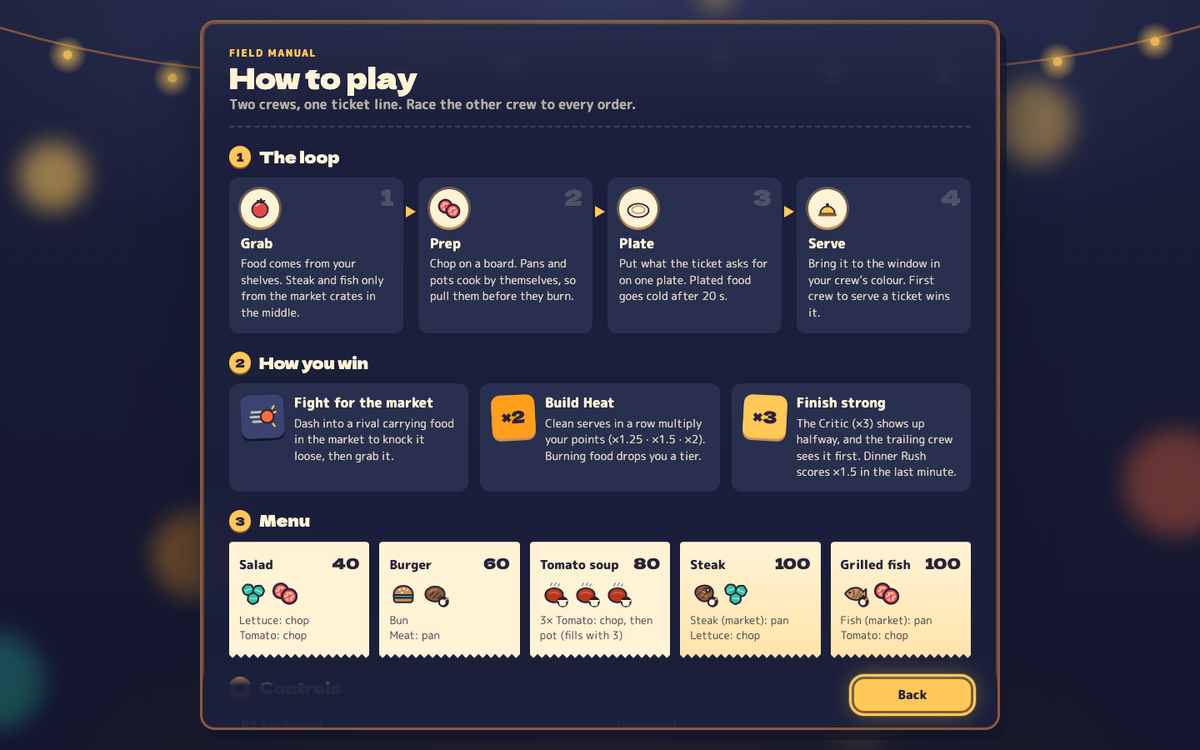 FIELD MANUAL
How to play
Two crews, one ticket line. Race the other crew to every order.
1 The loop
1
Grab
Food comes from your
shelves. Steak and fish only
from the market crates in
the middle.
2
Prep
Chop on a board. Pans and
pots cook by themselves, so
pull them before they burn.
3
Plate
Put what the ticket asks for
on one plate. Plated food
goes cold after 20 s.
4
Serve
Bring it to the window in
your crew's colour. First
crew to serve a ticket wins
it.
2 How you win
Fight for the market
Dash into a rival carrying food
in the market to knock it
loose, then grab it.
×2
Build Heat
Clean serves in a row multiply
your points (×1.25 · ×1.5 · ×2).
Burning food drops you a tier.
×3
Finish strong
The Critic (×3) shows up
halfway, and the trailing crew
sees it first. Dinner Rush
scores ×1.5 in the last minute.
3 Menu
Salad 40
Lettuce: chop
Tomato: chop
Burger 60
Bun
Meat: pan
Tomato soup 80
3× Tomato: chop, then
pot (fills with 3)
Steak 100
Steak (market): pan
Lettuce: chop
Grilled fish 100
Fish (market): pan
Tomato: chop
4 Controls
P1 keyboard
Gamepad
Back